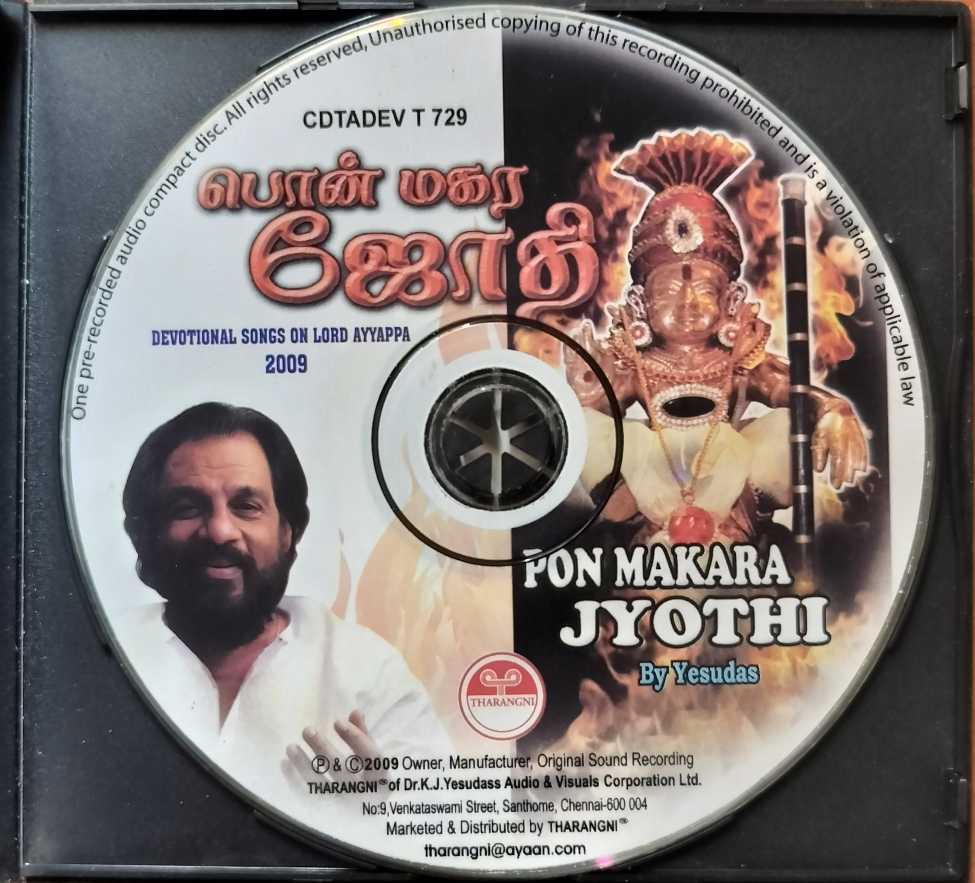 One pre-recorded audio compact disc. All rights reserved, Unauthorised copying of this recording prohibited and is a violation of applicable law
CDTADEV T 729
பொன் மகர
ஜோதி
DEVOTIONAL SONGS ON LORD AYYAPPA
2009
PON MAKARA
JYOTHI
By Yesudas
THARANGNI
Ⓟ & Ⓒ 2009 Owner, Manufacturer, Original Sound Recording
THARANGNI® of Dr.K.J.Yesudass Audio & Visuals Corporation Ltd.
No:9,Venkataswami Street, Santhome, Chennai-600 004
Marketed & Distributed by THARANGNI®
tharangni@ayaan.com